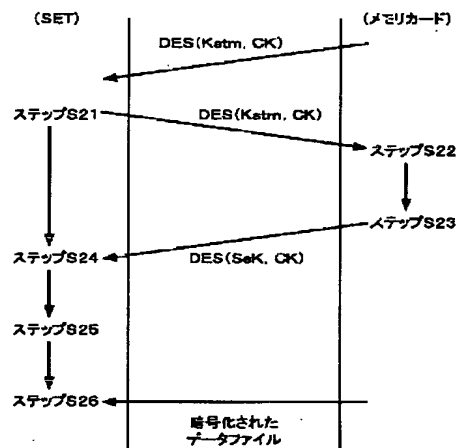 (SET)
(メモリカード)
DES(Kstm, CK)
ステップS21
DES(Kstm, CK)
ステップS22
ステップS23
ステップS24
DES(SeK, CK)
ステップS25
ステップS26
暗号化された
データファイル